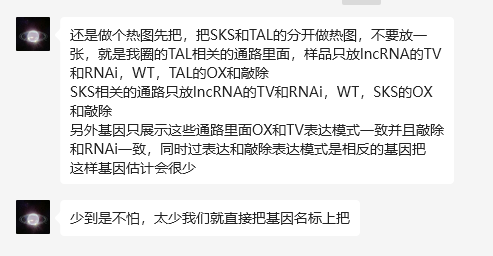 还是做个热图先把，把SKS和TAL的分开做热图，不要放一
张，就是我圈的TAL相关的通路里面，样品只放lncRNA的TV
和RNAi，WT，TAL的OX和敲除
SKS相关的通路只放lncRNA的TV和RNAi，WT，SKS的OX
和敲除
另外基因只展示这些通路里面OX和TV表达模式一致并且敲除
和RNAi一致，同时过表达和敲除表达模式是相反的基因把
这样基因估计会很少
少到是不怕，太少我们就直接把基因名标上把